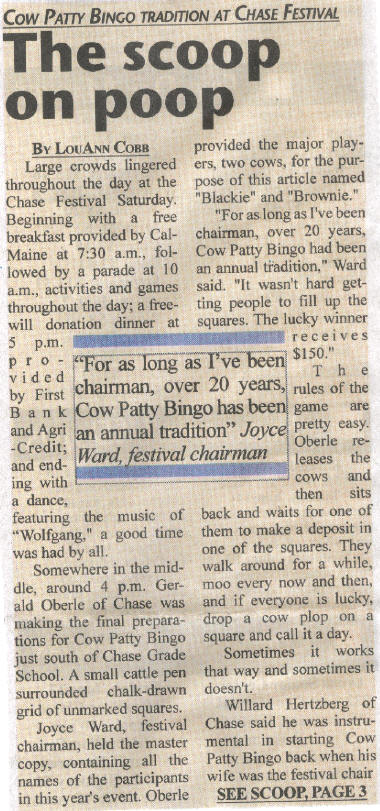 COW PATTY BINGO TRADITION AT CHASE FESTIVAL
The scoop
on poop
BY LOUANN COBB
Large crowds lingered
throughout the day at the
Chase Festival Saturday.
Beginning with a free
breakfast provided by Cal-
Maine at 7:30 a.m., fol-
lowed by a parade at 10
a.m., activities and games
throughout the day; a free-
will donation dinner at
5 p.m.
pro-
vided
by First
Bank
and Agri
-Credit;
and end-
ing with
a dance,
featuring the music of
"Wolfgang," a good time
was had by all.
Somewhere in the mid-
dle, around 4 p.m. Ger-
ald Oberle of Chase was
making the final prepara-
tions for Cow Patty Bingo
just south of Chase Grade
School. A small cattle pen
surrounded chalk-drawn
grid of unmarked squares.
Joyce Ward, festival
chairman, held the master
copy, containing all the
names of the participants
in this year's event. Oberle
"For as long as I've been
chairman, over 20 years,
Cow Patty Bingo has been
an annual tradition" Joyce
Ward, festival chairman
provided the major play-
ers, two cows, for the pur-
pose of this article named
"Blackie" and "Brownie."
"For as long as I've been
chairman, over 20 years,
Cow Patty Bingo had been
an annual tradition," Ward
said. "It wasn't hard get-
ting people to fill up the
squares. The lucky winner
receives
$150."
The
rules of the
game are
pretty easy.
Oberle re-
leases the
cows and
then sits
back and waits for one of
them to make a deposit in
one of the squares. They
walk around for a while,
moo every now and then,
and if everyone is lucky,
drop a cow plop on a
square and call it a day.
Sometimes it works
that way and sometimes it
doesn't.
Willard Hertzberg of
Chase said he was instru-
mental in starting Cow
Patty Bingo back when his
wife was the festival chair
SEE SCOOP, PAGE 3